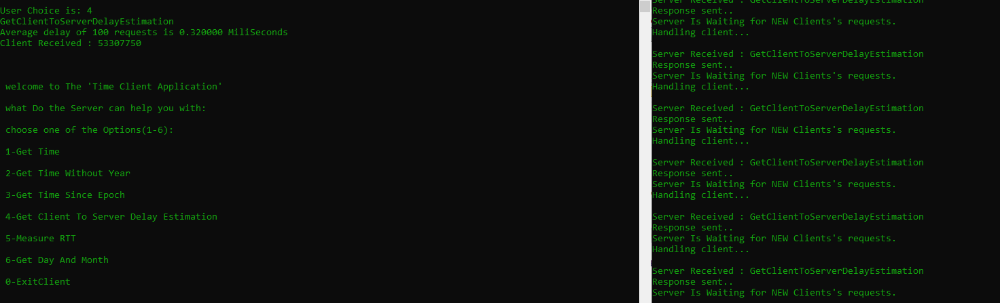 User Choice is: 4
GetClientToServerDelayEstimation
Average delay of 100 requests is 0.320000 MiliSeconds
Client Received : 53307750
welcome to The 'Time Client Application'
what Do the Server can help you with:
choose one of the Options(1-6):
1-Get Time
2-Get Time Without Year
3-Get Time Since Epoch
4-Get Client To Server Delay Estimation
5-Measure RTT
6-Get Day And Month
0-ExitClient
Server Received : GetClientToServerDelayEstimation
Response sent..
Server Is Waiting for NEW Clients's requests.
Handling client...
Server Received : GetClientToServerDelayEstimation
Response sent..
Server Is Waiting for NEW Clients's requests.
Handling client...
Server Received : GetClientToServerDelayEstimation
Response sent..
Server Is Waiting for NEW Clients's requests.
Handling client...
Server Received : GetClientToServerDelayEstimation
Response sent..
Server Is Waiting for NEW Clients's requests.
Handling client...
Server Received : GetClientToServerDelayEstimation
Response sent..
Server Is Waiting for NEW Clients's requests.
Handling client...
Server Received : GetClientToServerDelayEstimation
Response sent..
Server Is Waiting for NEW Clients's requests.